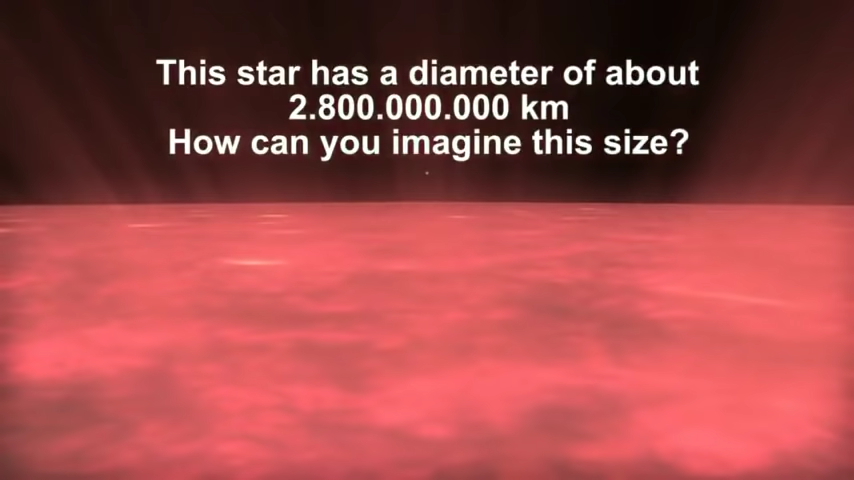 This star has a diameter of about
2.800.000.000 km
How can you imagine this size?